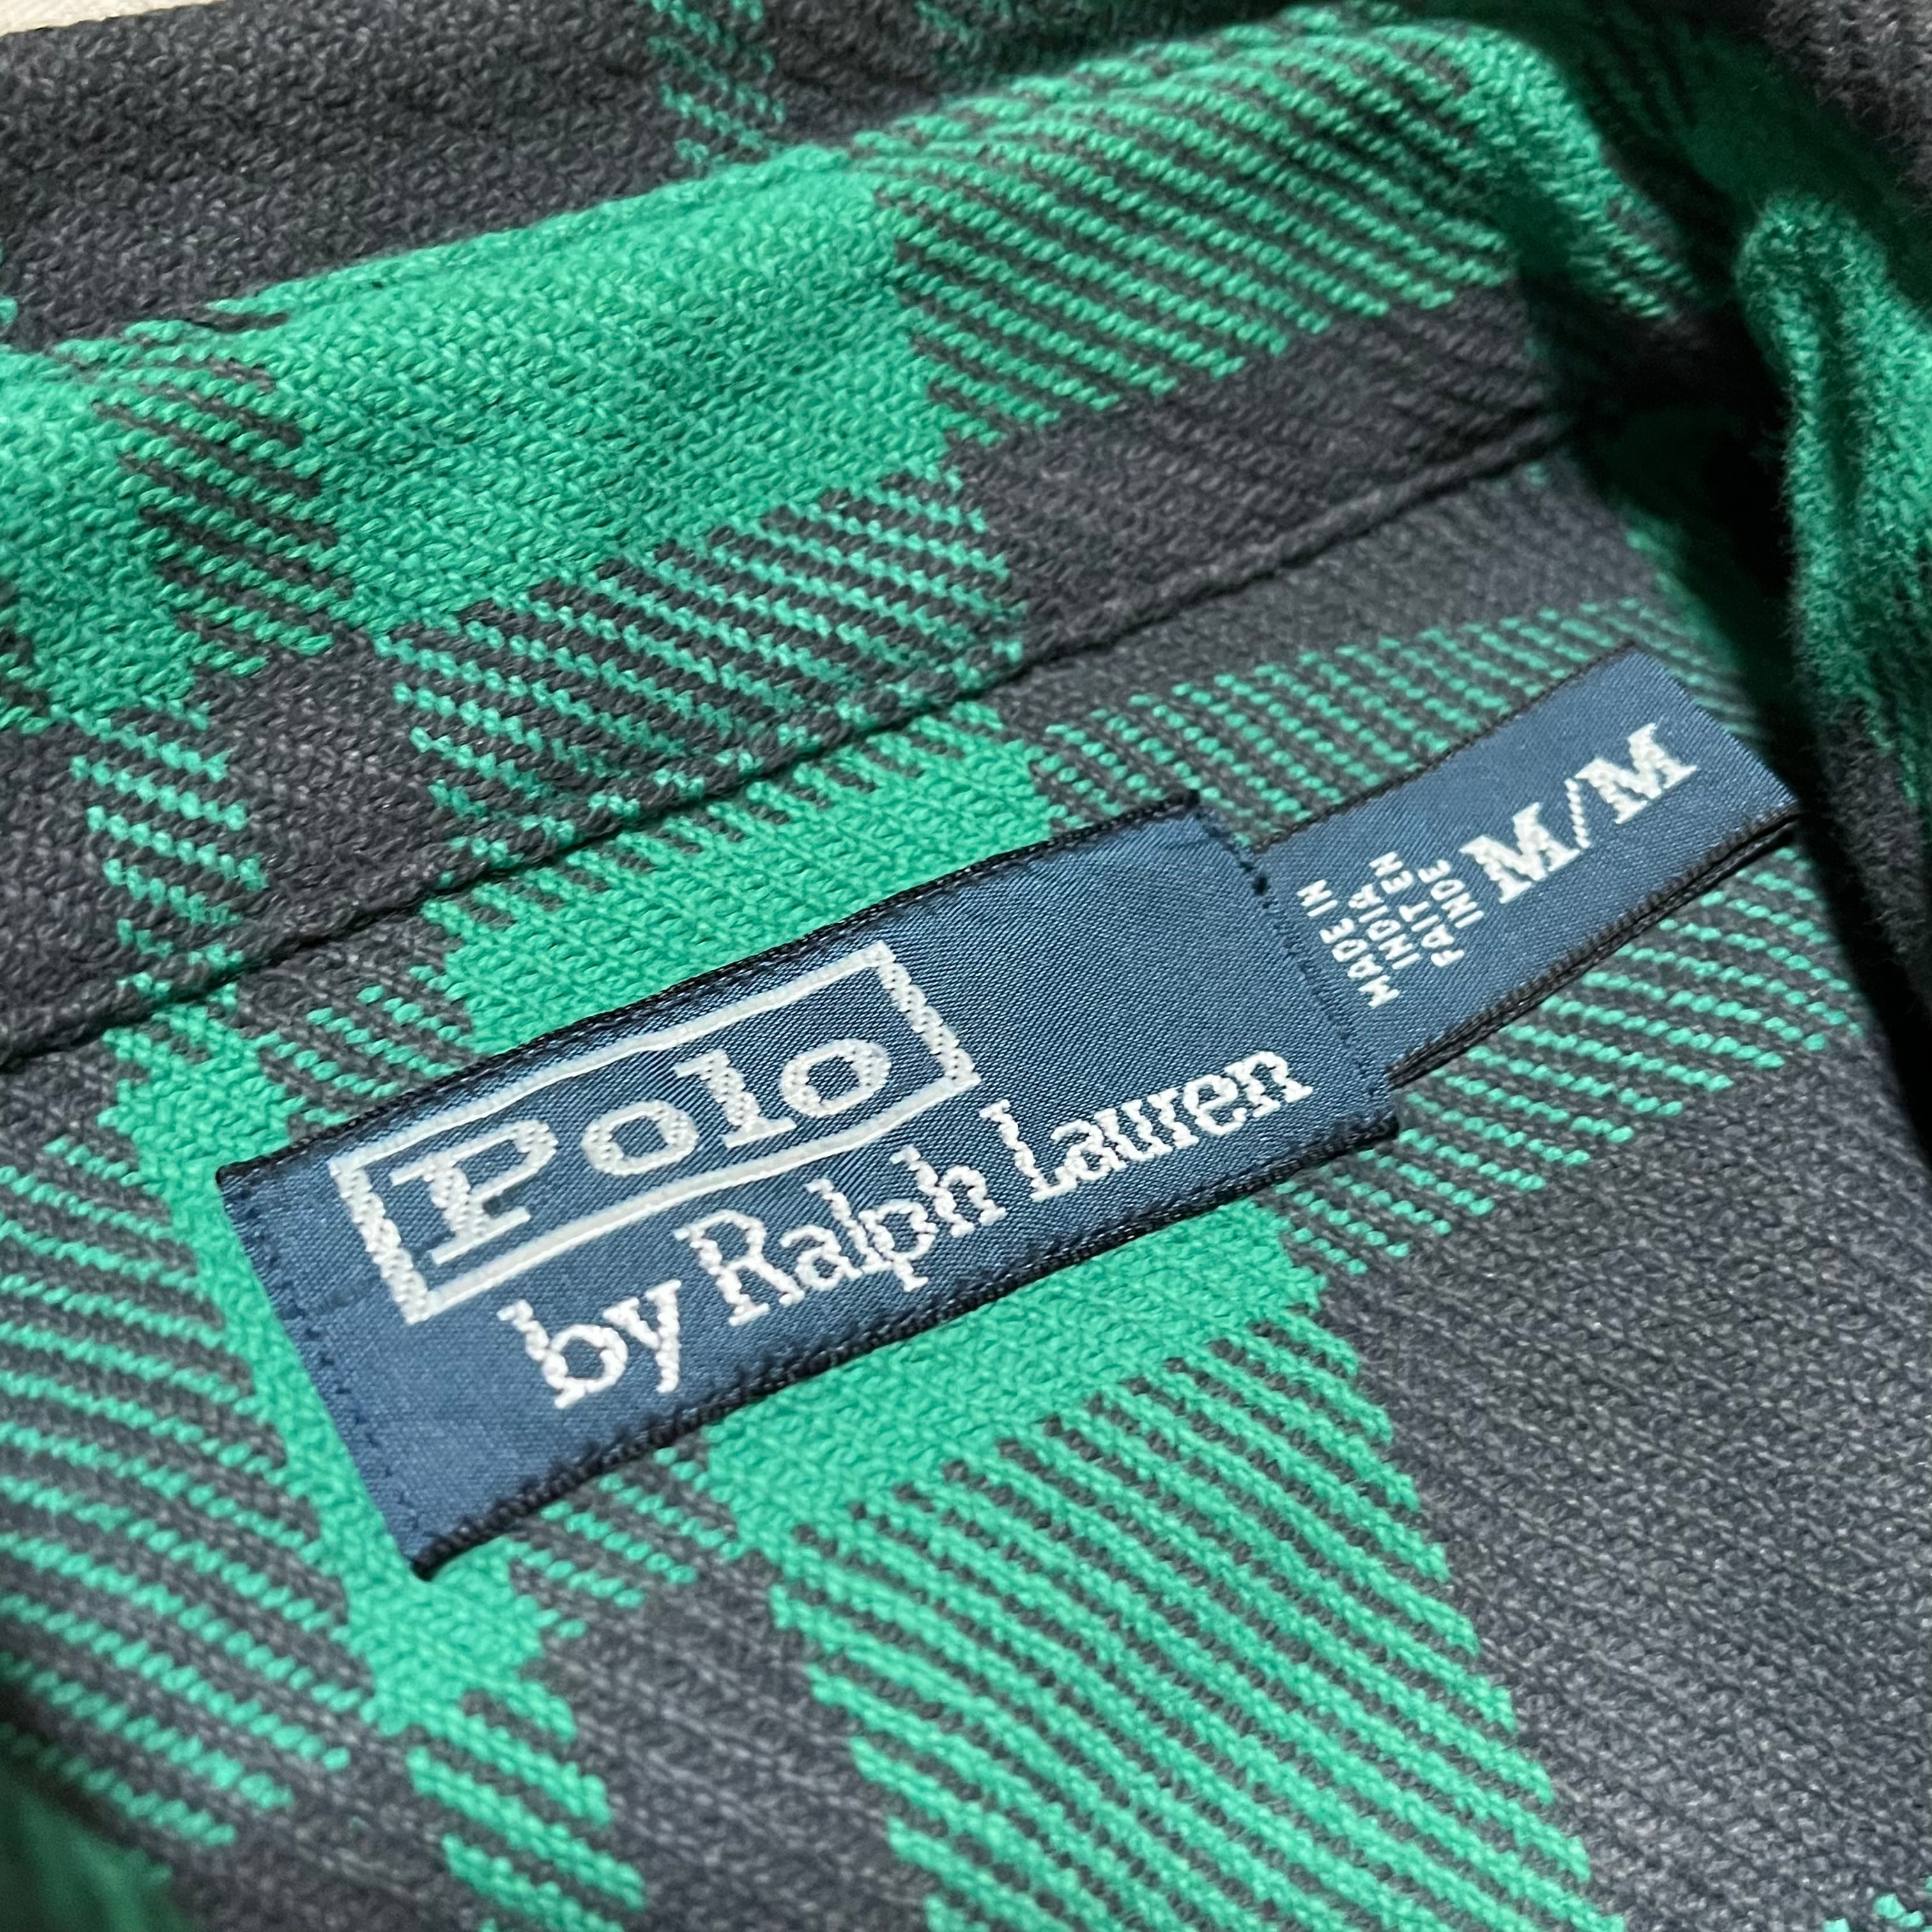 Polo
by Ralph Lauren
MADE IN
INDIA
FAIT EN
INDE
M/M